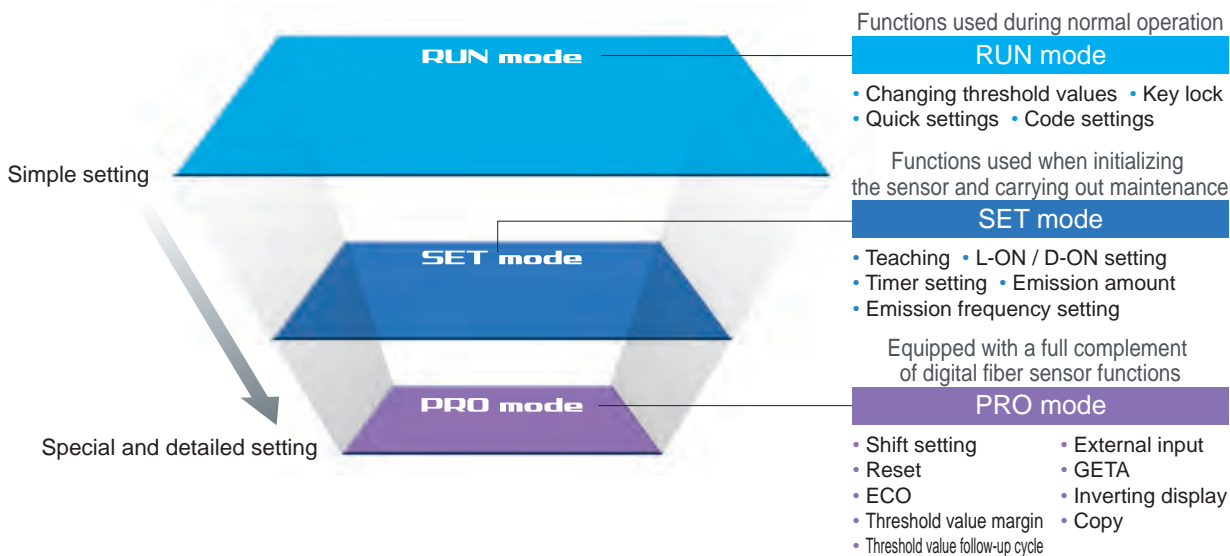 Functions used during normal operation
RUN mode
RUN mode
• Changing threshold values • Key lock
• Quick settings • Code settings
Simple setting
Functions used when initializing
the sensor and carrying out maintenance
SET mode
SET mode
• Teaching • L-ON / D-ON setting
• Timer setting • Emission amount
• Emission frequency setting
Equipped with a full complement
of digital fiber sensor functions
PRO mode
PRO mode
Special and detailed setting
• Shift setting
• Reset
• ECO
• Threshold value margin
• Threshold value follow-up cycle
• External input
• GETA
• Inverting display
• Copy